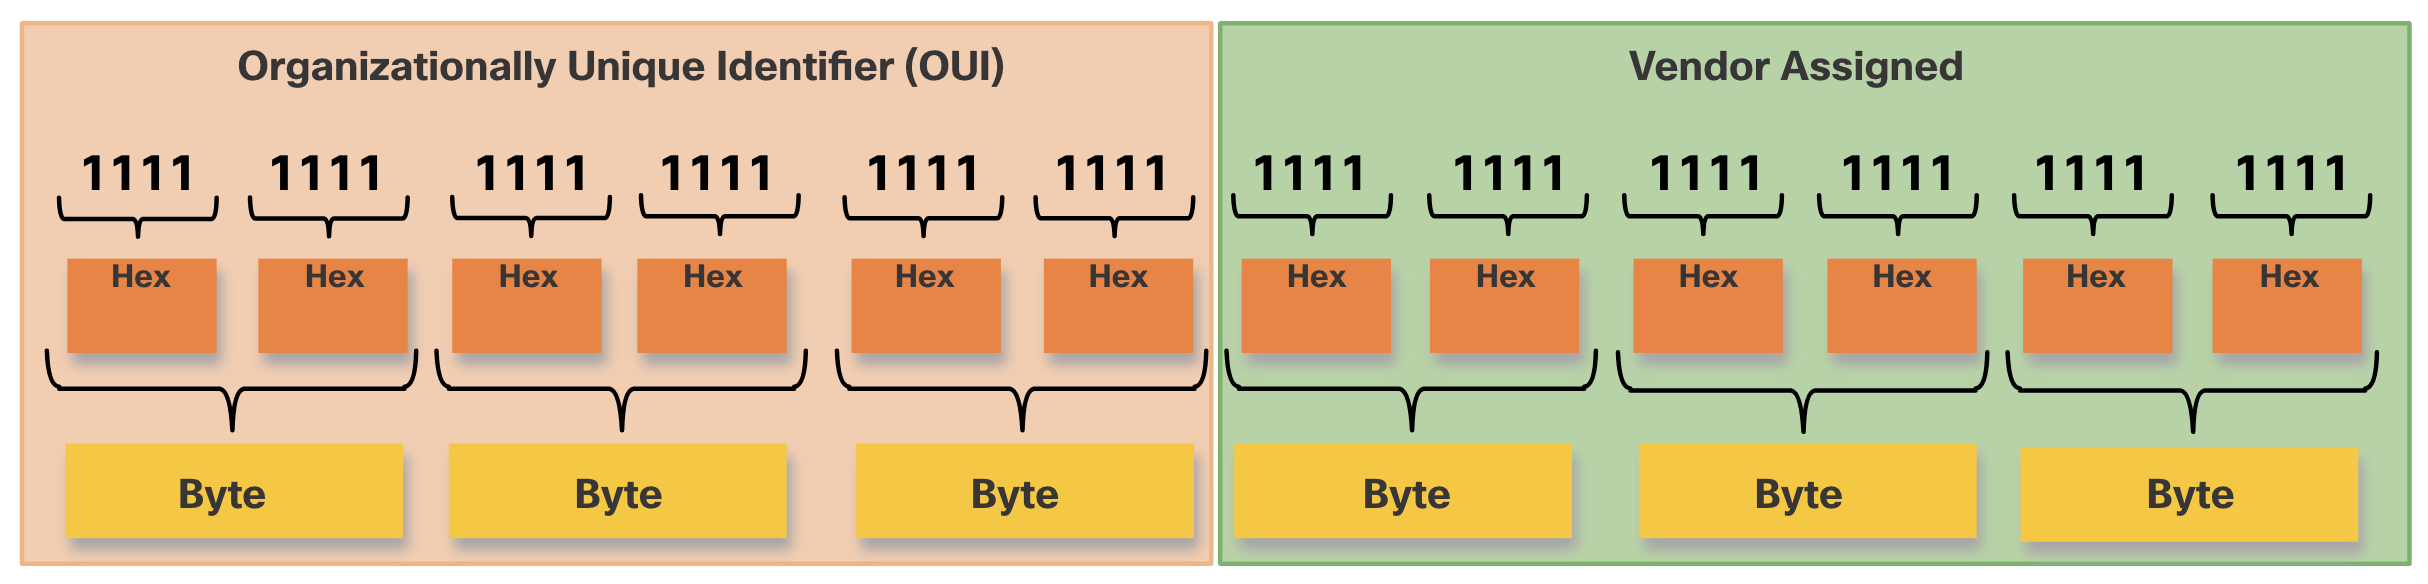 Organizationally Unique Identifier (OUI) Vendor Assigned
1111 1111 1111 1111 1111 1111 1111 1111 1111 1111 1111 1111
Hex Hex Hex Hex Hex Hex Hex Hex Hex Hex Hex Hex
Byte Byte Byte Byte Byte Byte